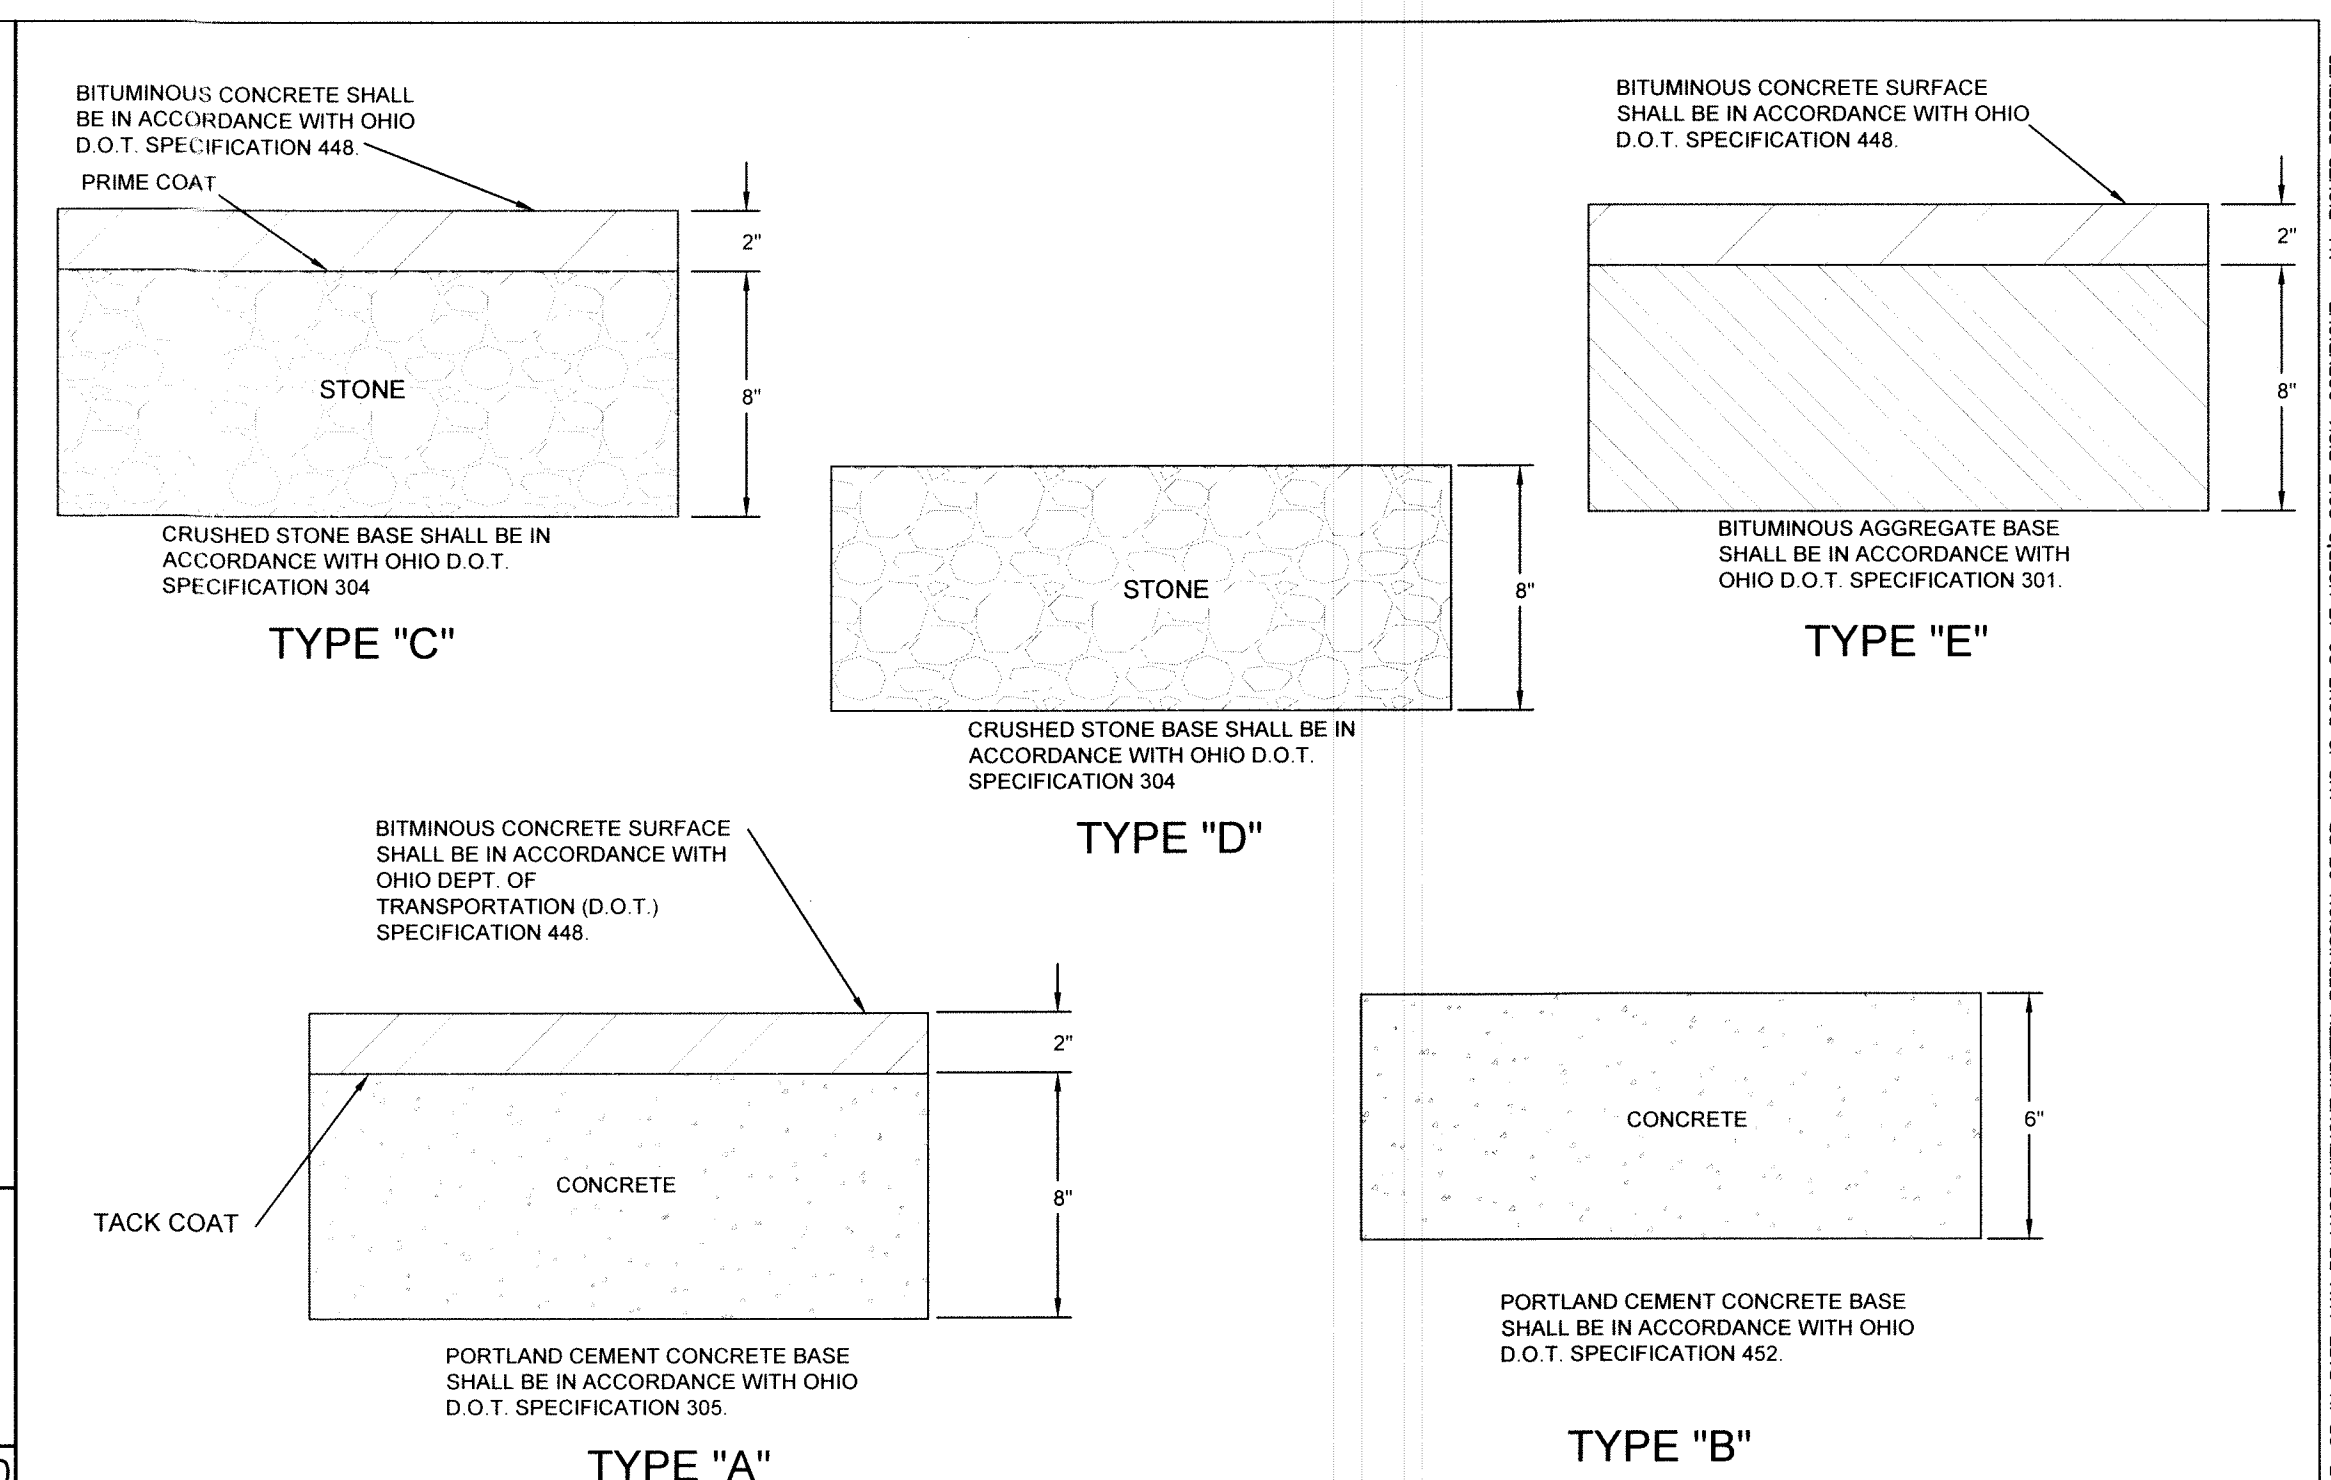 BITUMINOUS CONCRETE SHALL
BE IN ACCORDANCE WITH OHIO
D.O.T. SPECIFICATION 448.
PRIME COAT
2"
STONE
8"
CRUSHED STONE BASE SHALL BE IN
ACCORDANCE WITH OHIO D.O.T.
SPECIFICATION 304
TYPE "C"
BITUMINOUS CONCRETE SURFACE
SHALL BE IN ACCORDANCE WITH OHIO
D.O.T. SPECIFICATION 448.
2"
8"
BITUMINOUS AGGREGATE BASE
SHALL BE IN ACCORDANCE WITH
OHIO D.O.T. SPECIFICATION 301.
TYPE "E"
STONE
8"
CRUSHED STONE BASE SHALL BE IN
ACCORDANCE WITH OHIO D.O.T.
SPECIFICATION 304
TYPE "D"
BITMINOUS CONCRETE SURFACE
SHALL BE IN ACCORDANCE WITH
OHIO DEPT. OF
TRANSPORTATION (D.O.T.)
SPECIFICATION 448.
2"
CONCRETE
8"
TACK COAT
PORTLAND CEMENT CONCRETE BASE
SHALL BE IN ACCORDANCE WITH OHIO
D.O.T. SPECIFICATION 305.
TYPE "A"
CONCRETE
6"
PORTLAND CEMENT CONCRETE BASE
SHALL BE IN ACCORDANCE WITH OHIO
D.O.T. SPECIFICATION 452.
TYPE "B"